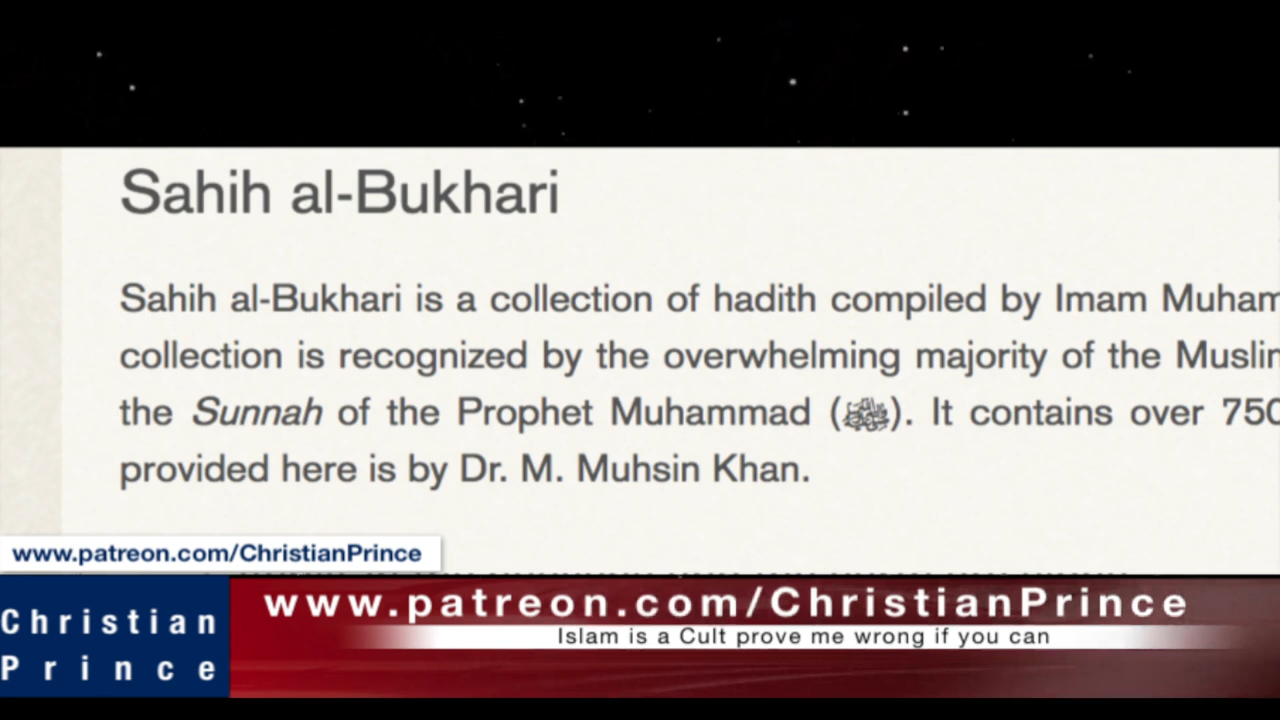 Sahih al-Bukhari
Sahih al-Bukhari is a collection of hadith compiled by Imam Muham
collection is recognized by the overwhelming majority of the Muslim
the Sunnah of the Prophet Muhammad (ﷺ). It contains over 750
provided here is by Dr. M. Muhsin Khan.
www.patreon.com/ChristianPrince
Christian
Prince
www.patreon.com/ChristianPrince
Islam is a Cult prove me wrong if you can